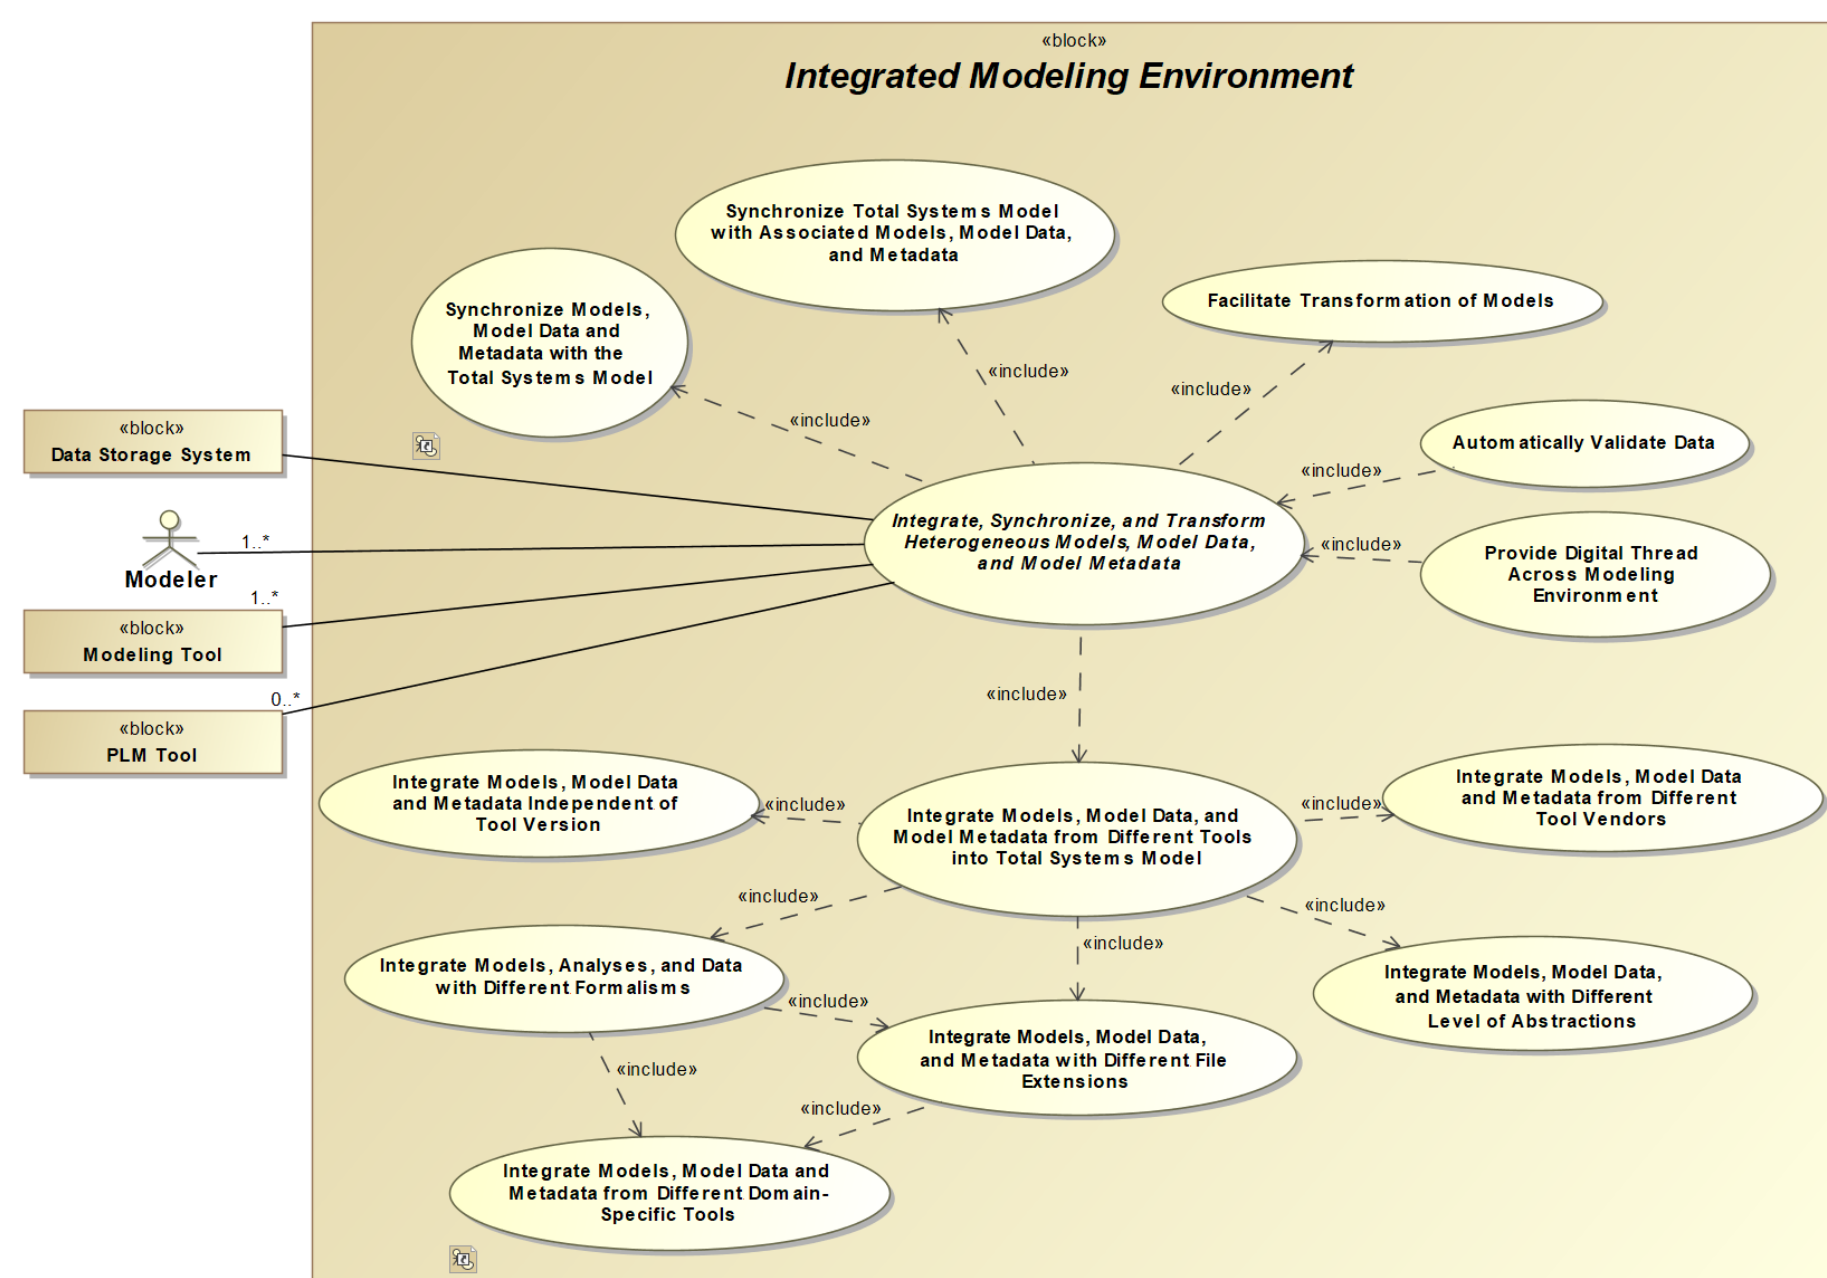 «block»
Integrated Modeling Environment
Synchronize Total Systems Model
with Associated Models, Model Data,
and Metadata
Synchronize Models,
Model Data and
Metadata with the
Total Systems Model
Facilitate Transformation of Models
«include»
«include»
«include»
«block»
Data Storage System
Automatically Validate Data
«include»
1..*
Modeler
Integrate, Synchronize, and Transform
Heterogeneous Models, Model Data,
and Model Metadata
«include»
Provide Digital Thread
Across Modeling
Environment
1..*
«block»
Modeling Tool
0..*
«block»
PLM Tool
«include»
Integrate Models, Model Data
and Metadata Independent of
Tool Version
«include»
Integrate Models, Model Data, and
Model Metadata from Different Tools
into Total Systems Model
«include»
Integrate Models, Model Data
and Metadata from Different
Tool Vendors
«include»
«include»
«include»
Integrate Models, Analyses, and Data
with Different Formalisms
Integrate Models, Model Data,
and Metadata with Different
Level of Abstractions
«include»
Integrate Models, Model Data,
and Metadata with Different File
Extensions
«include»
«include»
Integrate Models, Model Data and
Metadata from Different Domain-
Specific Tools